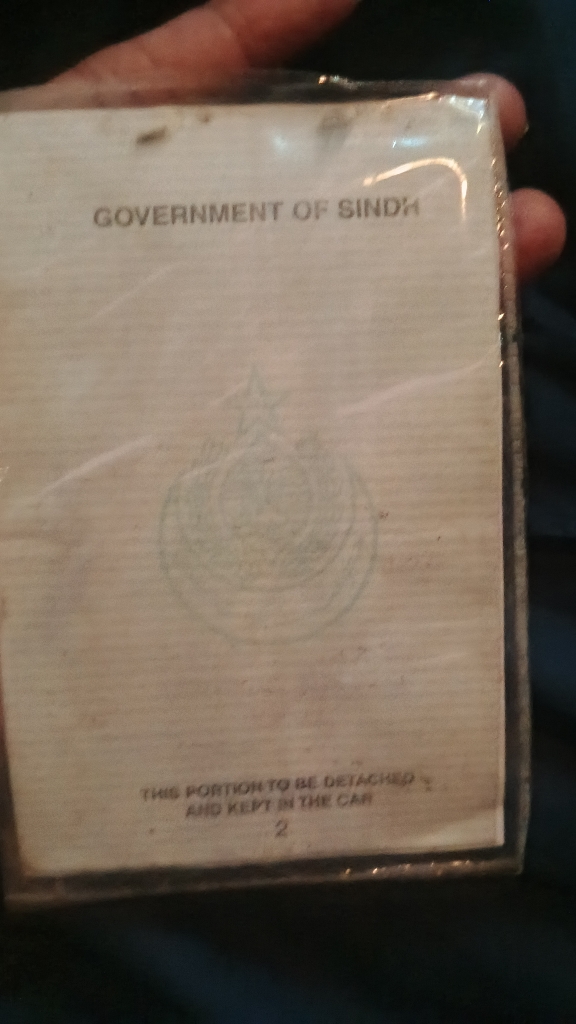 GOVERNMENT OF SINDH
THIS PORTION TO BE DETACHED
AND KEPT IN THE CAR
2